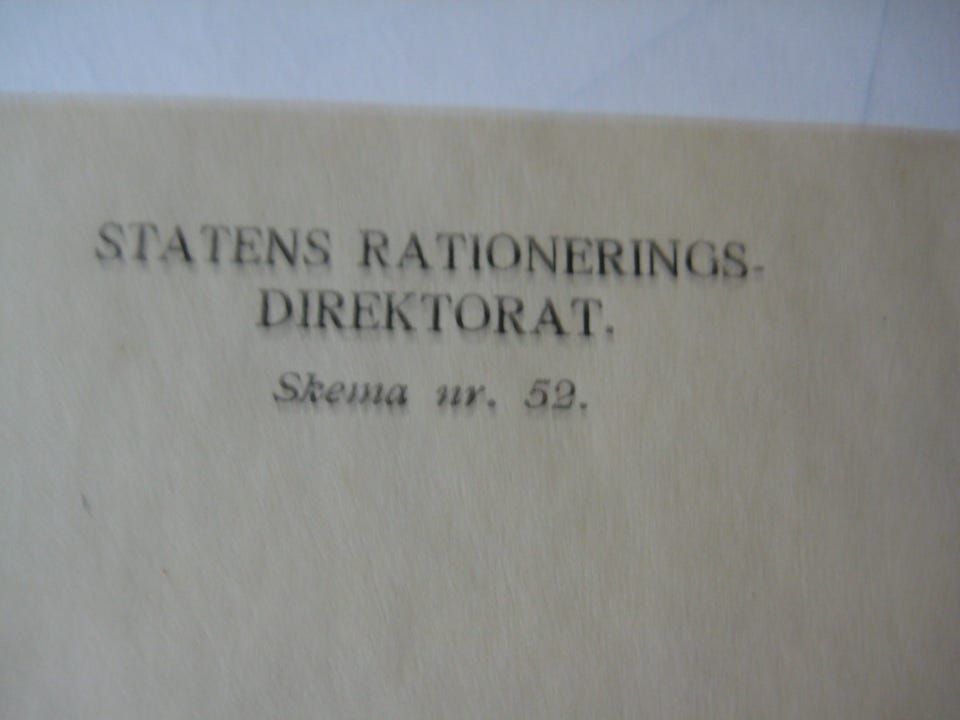 STATENS RATIONERINGS-
DIREKTORAT.
Skema nr. 52.